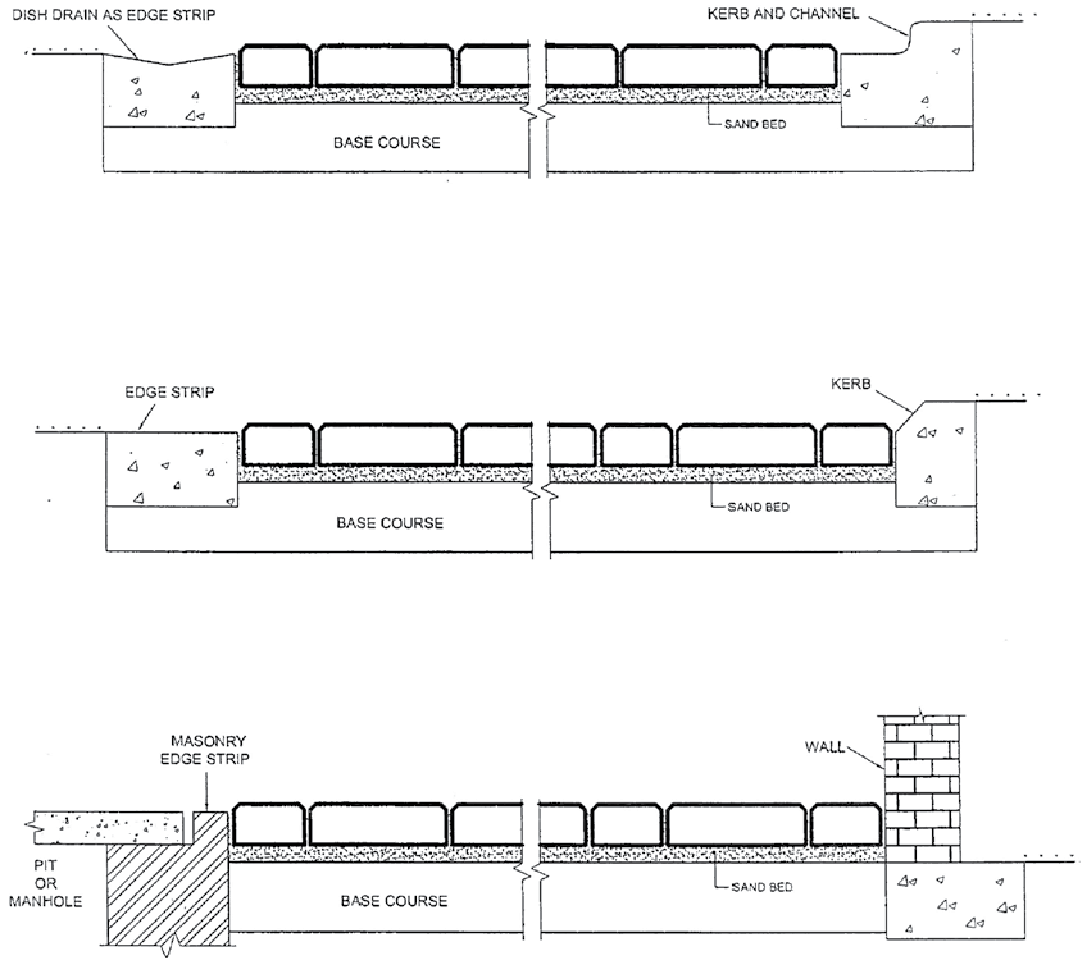 DISH DRAIN AS EDGE STRIP
KERB AND CHANNEL
SAND BED
BASE COURSE
EDGE STRIP
KERB
SAND BED
BASE COURSE
MASONRY
EDGE STRIP
WALL
PIT
OR
MANHOLE
SAND BED
BASE COURSE